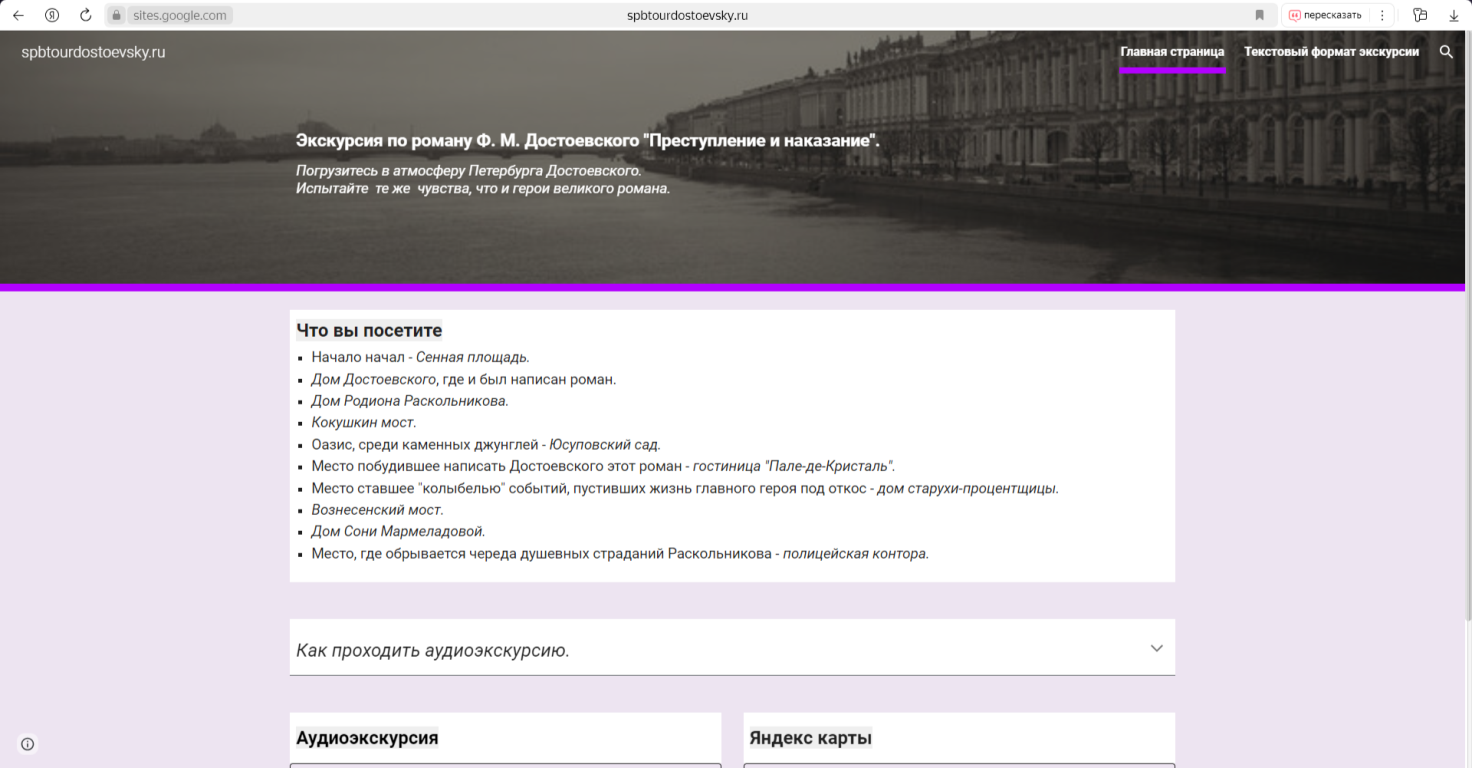 Я
sites.google.com
spbtourdostoevsky.ru
пересказать
spbtourdostoevsky.ru
Главная страница
Текстовый формат экскурсии
Экскурсия по роману Ф. М. Достоевского "Преступление и наказание".
Погрузитесь в атмосферу Петербурга Достоевского.
Испытайте те же чувства, что и герои великого романа.
Что вы посетите
Начало начал - Сенная площадь.
Дом Достоевского, где и был написан роман.
Дом Родиона Раскольникова.
Кокушкин мост.
Оазис, среди каменных джунглей - Юсуповский сад.
Место побудившее написать Достоевского этот роман - гостиница "Пале-де-Кристаль".
Место ставшее "колыбелью" событий, пустивших жизнь главного героя под откос - дом старухи-процентщицы.
Вознесенский мост.
Дом Сони Мармеладовой.
Место, где обрывается череда душевных страданий Раскольникова - полицейская контора.
Как проходить аудиоэкскурсию.
Аудиоэкскурсия
Яндекс карты